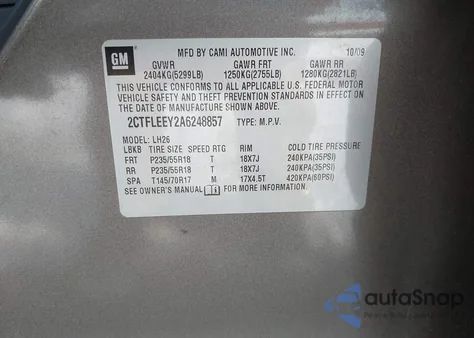 GM
MFD BY CAMI AUTOMOTIVE INC. 10/09
GVWR GAWR FRT GAWR RR
2404KG(5299LB) 1250KG(2755LB) 1280KG(2821LB)
THIS VEHICLE CONFORMS TO ALL APPLICABLE U.S. FEDERAL MOTOR
VEHICLE SAFETY AND THEFT PREVENTION STANDARDS IN EFFECT ON THE
DATE OF MANUFACTURE SHOWN ABOVE.
2CTFLEEY2A6248857 TYPE: M.P.V.
MODEL: LH26
LBKB TIRE SIZE SPEED RTG RIM COLD TIRE PRESSURE
FRT P235/55R18 T 18X7J 240KPA(35PSI)
RR P235/55R18 T 18X7J 240KPA(35PSI)
SPA T145/70R17 M 17X4.5T 420KPA(60PSI)
SEE OWNER'S MANUAL i FOR MORE INFORMATION.
autoSnap